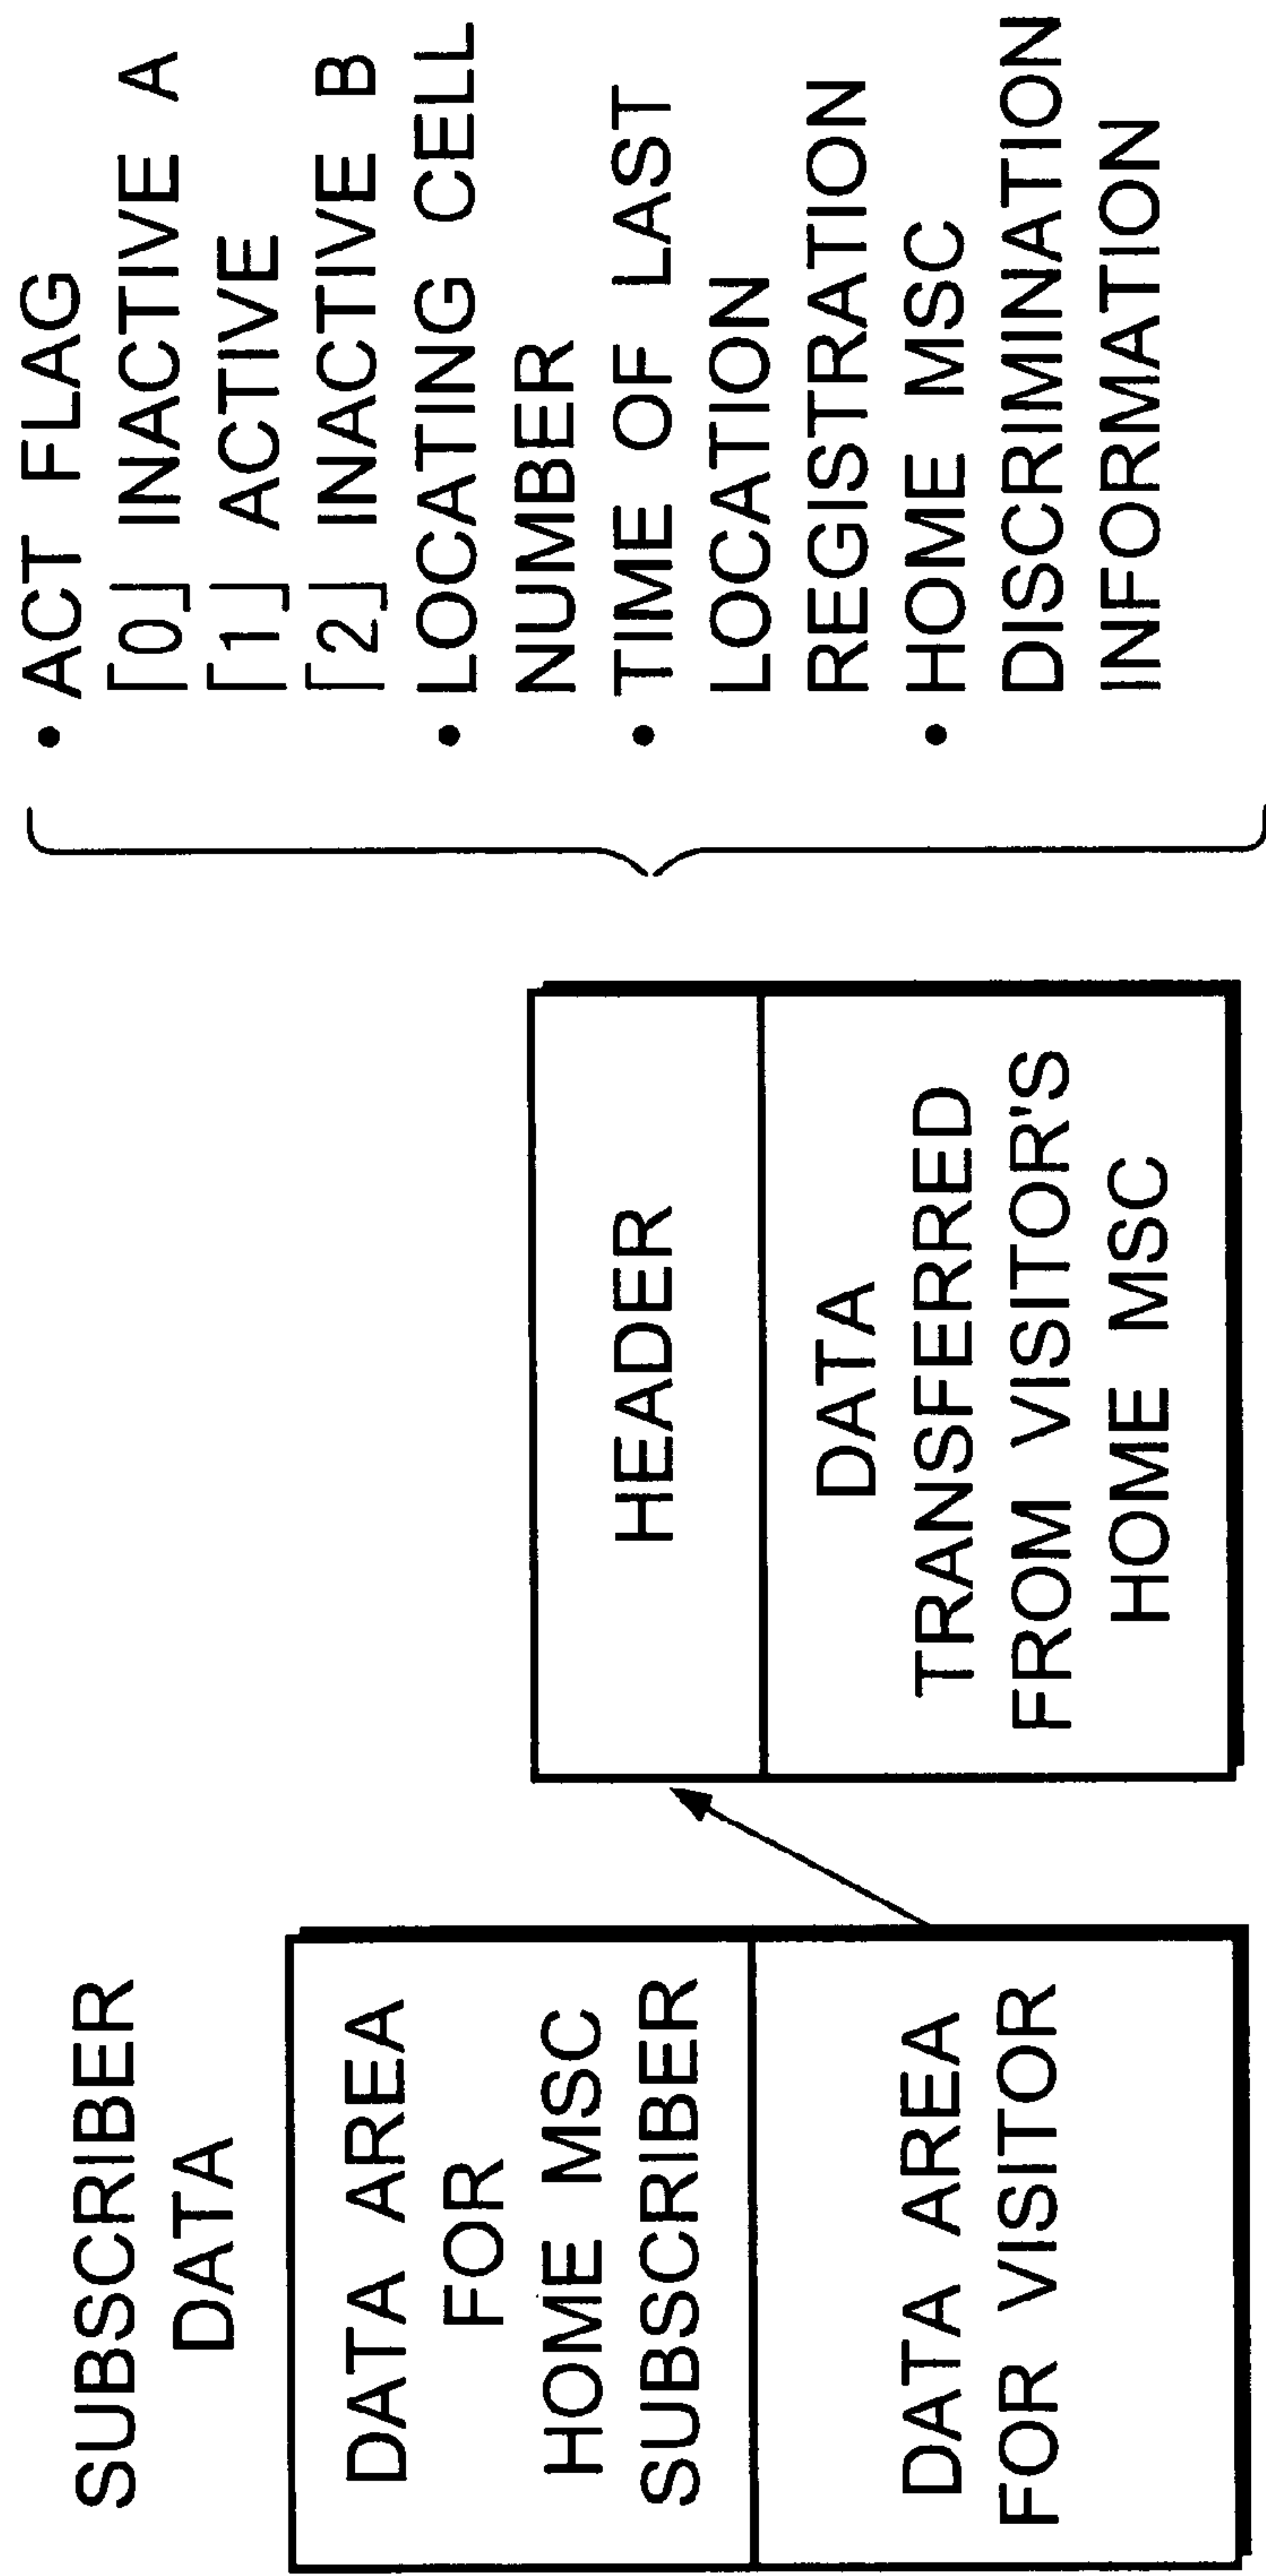 SUBSCRIBER
DATA
DATA AREA
FOR
HOME MSC
SUBSCRIBER
DATA AREA
FOR VISITOR
HEADER
DATA
TRANSFERRED
FROM VISITOR'S
HOME MSC
• ACT FLAG
「0」 INACTIVE A
「1」 ACTIVE
「2」 INACTIVE B
• LOCATING CELL
NUMBER
• TIME OF LAST
LOCATION
REGISTRATION
• HOME MSC
DISCRIMINATION
INFORMATION